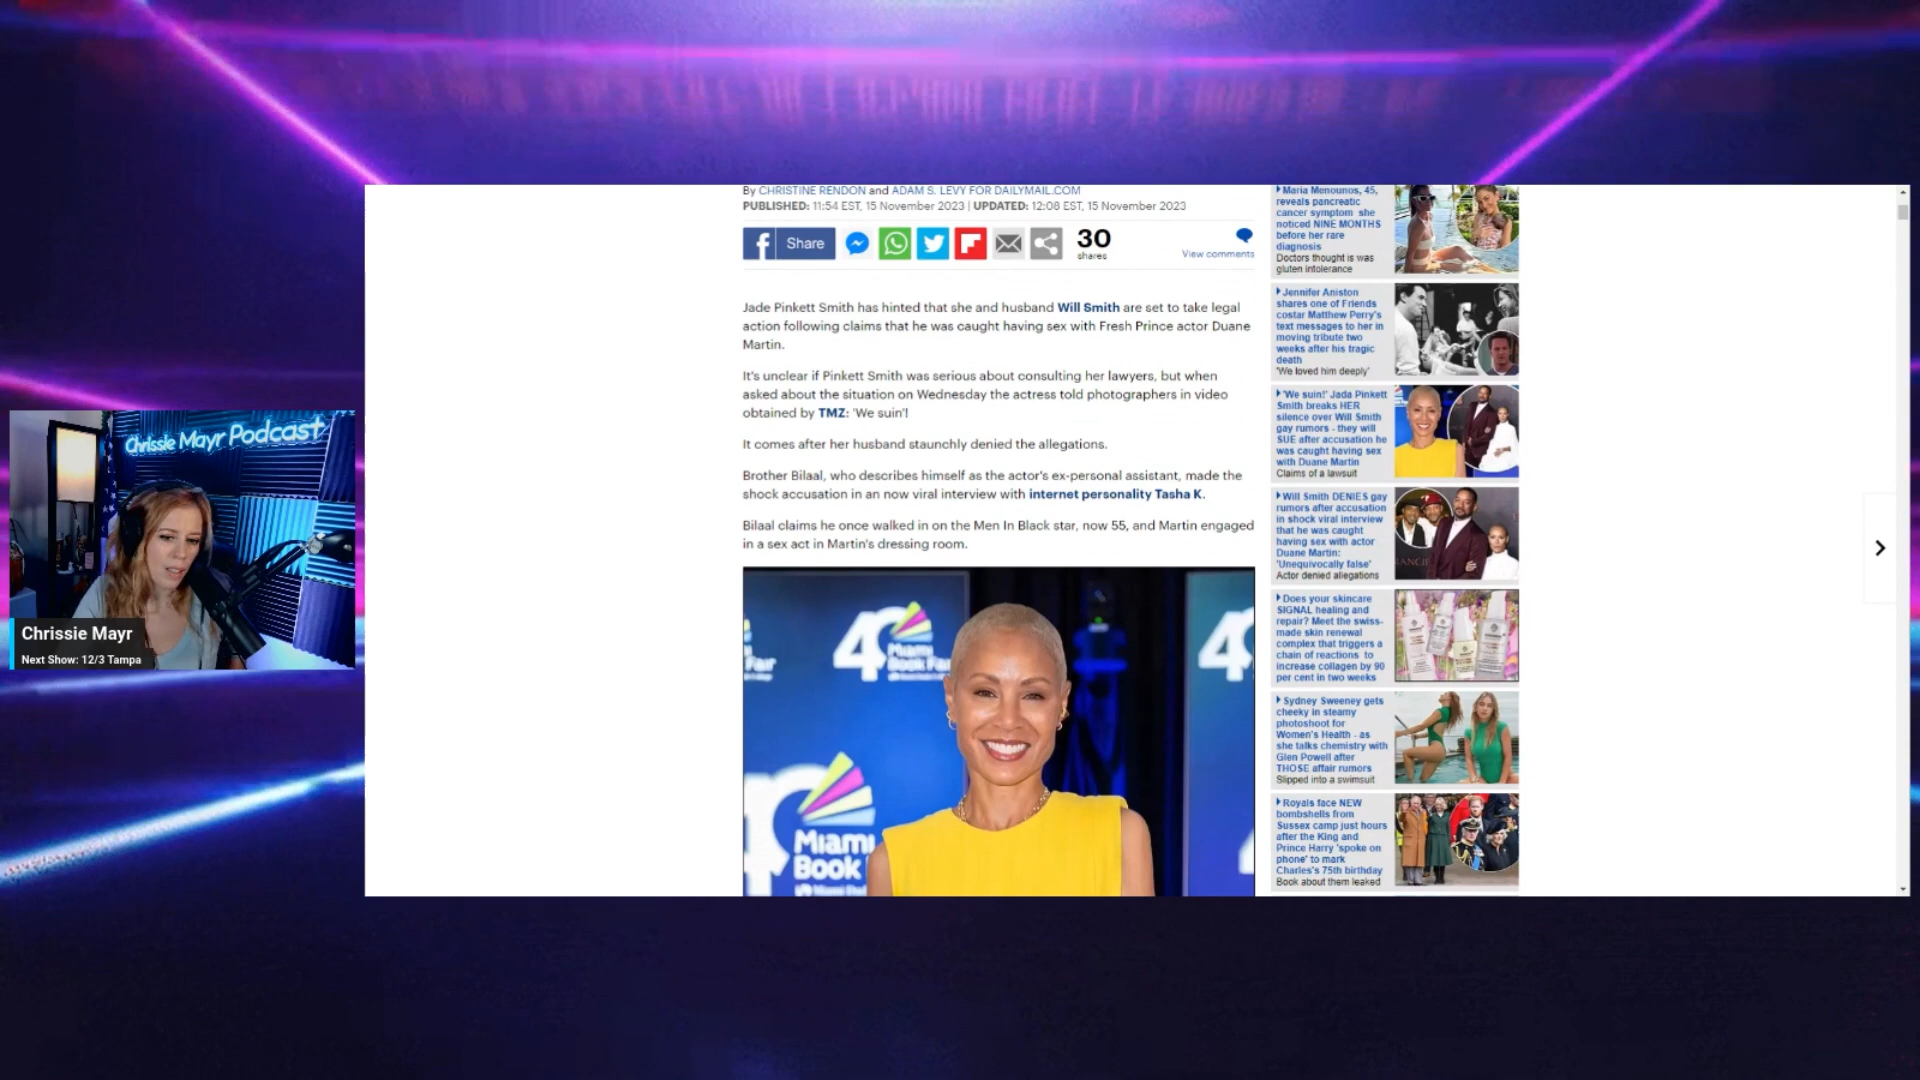 By CHRISTINE RENDON and ADAM S. LEVY FOR DAILYMAIL.COM
PUBLISHED: 11:54 EST, 15 November 2023 | UPDATED: 12:08 EST, 15 November 2023
Share
30
shares
View comments
Jade Pinkett Smith has hinted that she and husband Will Smith are set to take legal
action following claims that he was caught having sex with Fresh Prince actor Duane
Martin.
It's unclear if Pinkett Smith was serious about consulting her lawyers, but when
asked about the situation on Wednesday the actress told photographers in video
obtained by TMZ: 'We suin'!
It comes after her husband staunchly denied the allegations.
Brother Bilaal, who describes himself as the actor's ex-personal assistant, made the
shock accusation in an now viral interview with internet personality Tasha K.
Bilaal claims he once walked in on the Men In Black star, now 55, and Martin engaged
in a sex act in Martin's dressing room.
40
Miami
Book Fair
4
Miami
Book
Maria Menounos, 45,
reveals pancreatic
cancer symptom she
noticed NINE MONTHS
before her rare
diagnosis
Doctors thought is was
gluten intolerance
Jennifer Aniston
shares one of Friends
costar Matthew Perry's
text messages to her in
moving tribute two
weeks after his tragic
death
'We loved him deeply'
'We suin!' Jada Pinkett
Smith breaks HER
silence over Will Smith
gay rumors - they will
SUE after accusation he
was caught having sex
with Duane Martin
Claims of a lawsuit
Will Smith DENIES gay
rumors after accusation
in shock viral interview
that he was caught
having sex with actor
Duane Martin:
'Unequivocally false'
Actor denied allegations
Does your skincare
SIGNAL healing and
repair? Meet the swiss-
made skin renewal
complex that triggers a
chain of reactions to
increase collagen by 90
per cent in two weeks
Sydney Sweeney gets
cheeky in steamy
photoshoot for
Women's Health - as
she talks chemistry with
Glen Powell after
THOSE affair rumors
Slipped into a swimsuit
Royals face NEW
bombshells from
Sussex camp just hours
after the King and
Prince Harry 'spoke on
phone' to mark
Charles's 75th birthday
Book about them leaked
Chrissie Mayr Podcast
Chrissie Mayr
Next Show: 12/3 Tampa